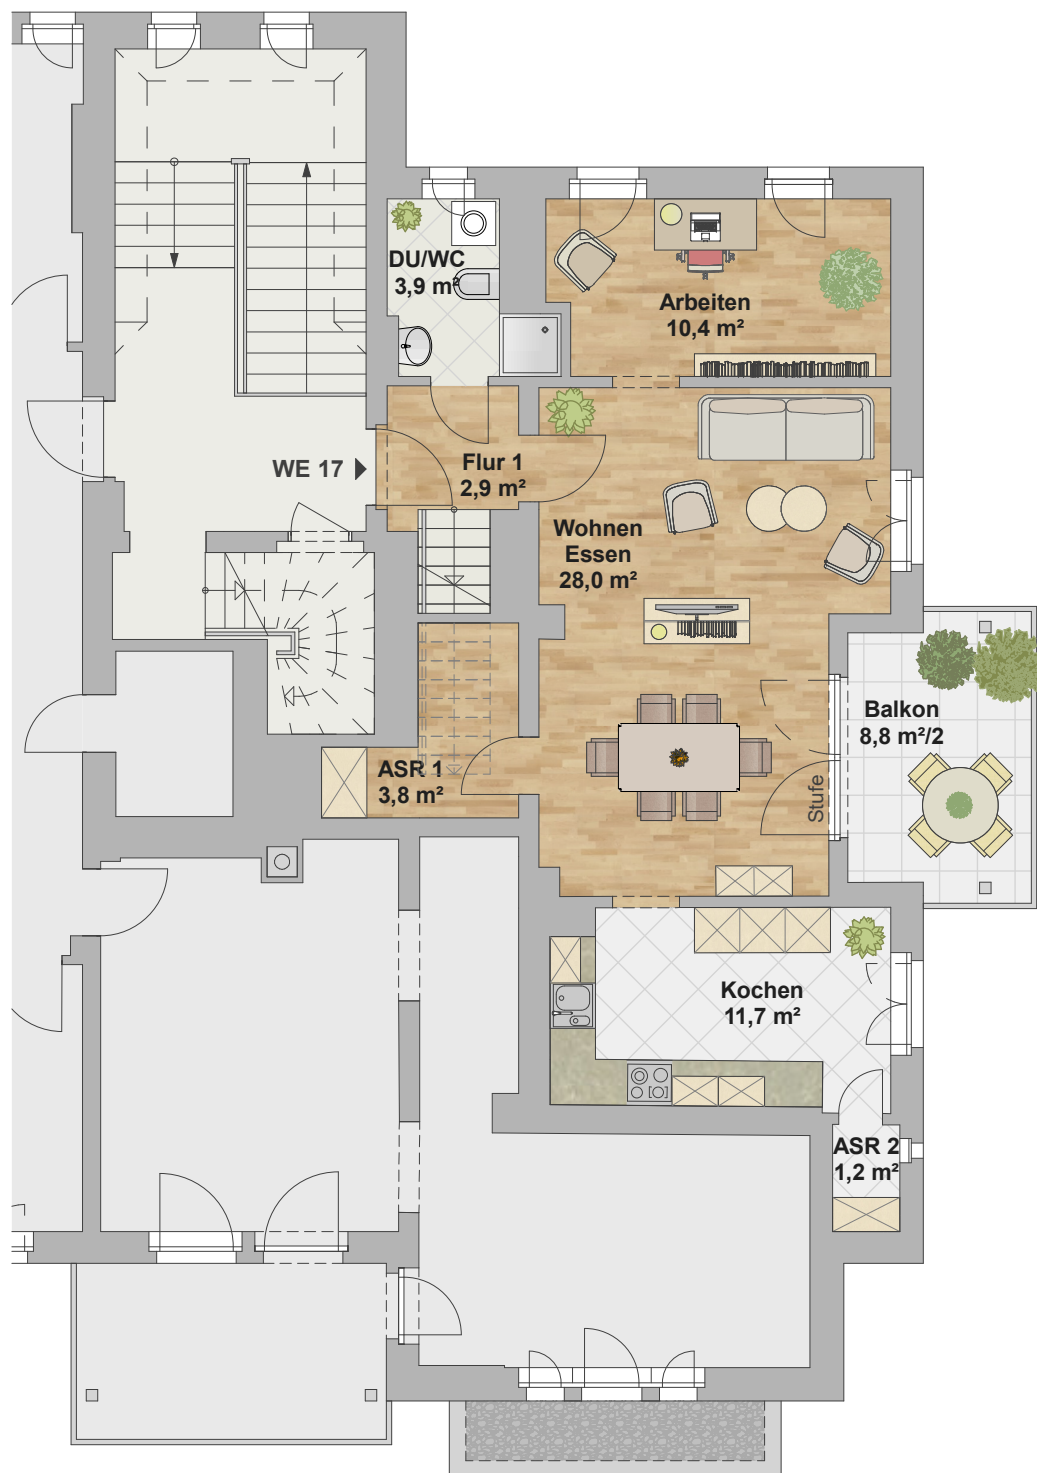 DU/WC
3,9 m²
Arbeiten
10,4 m²
WE 17
Flur 1
2,9 m²
Wohnen
Essen
28,0 m²
Balkon
8,8 m²/2
Stufe
ASR 1
3,8 m²
Kochen
11,7 m²
ASR 2
1,2 m²